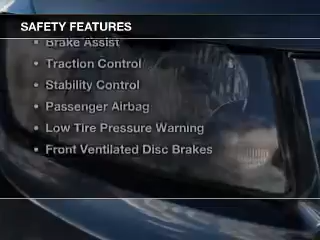 SAFETY FEATURES
• Brake Assist
• Traction Control
• Stability Control
• Passenger Airbag
• Low Tire Pressure Warning
• Front Ventilated Disc Brakes